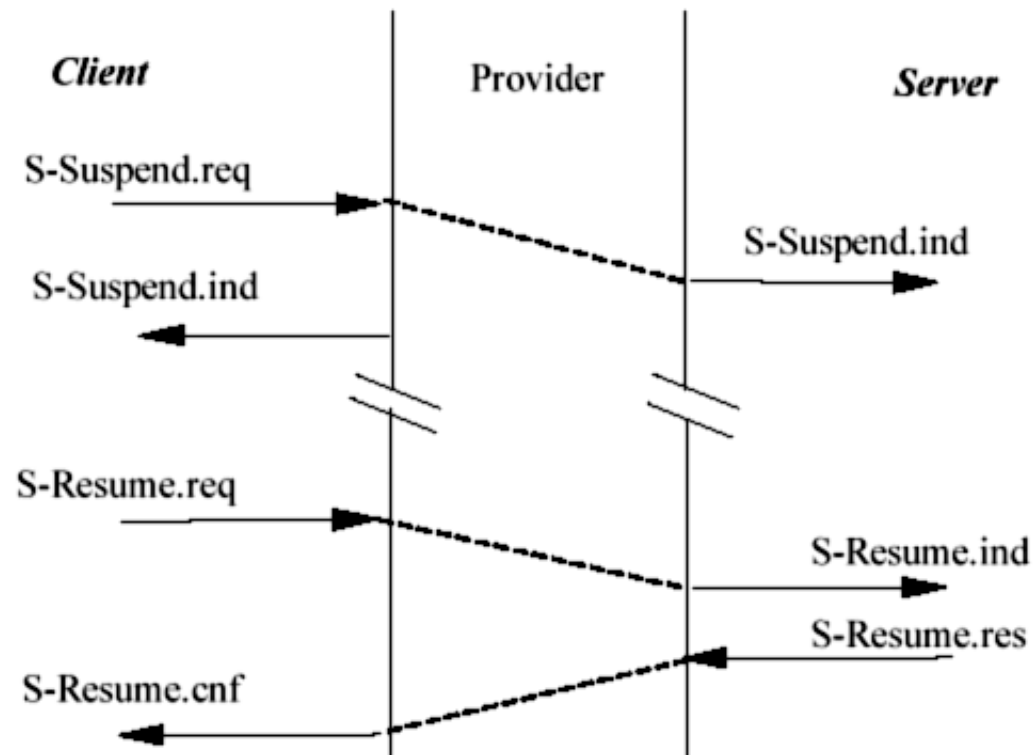 Client
Provider
Server
S-Suspend.req
S-Suspend.ind
S-Suspend.ind
S-Resume.req
S-Resume.ind
S-Resume.res
S-Resume.cnf